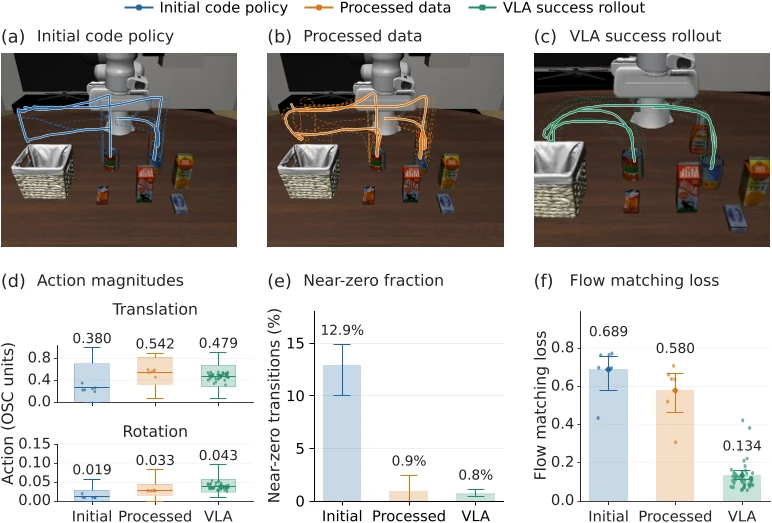 Initial code policy Processed data VLA success rollout
(a) Initial code policy
(b) Processed data
(c) VLA success rollout
(d) Action magnitudes
Translation
Action (OSC units)
0.8
0.4
0.0
0.380
0.542
0.479
Rotation
0.15
0.10
0.05
0.00
0.019
0.033
0.043
Initial Processed VLA
(e) Near-zero fraction
Near-zero transitions (%)
15
10
5
0
12.9%
0.9%
0.8%
Initial Processed VLA
(f) Flow matching loss
Flow matching loss
0.8
0.6
0.4
0.2
0.0
0.689
0.580
0.134
Initial Processed VLA